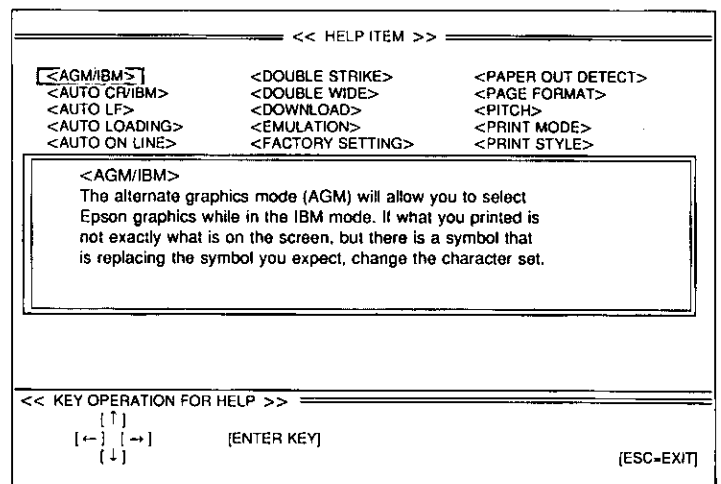 << HELP ITEM >>
<AGM/IBM> <DOUBLE STRIKE> <PAPER OUT DETECT>
<AUTO CR/IBM> <DOUBLE WIDE> <PAGE FORMAT>
<AUTO LF> <DOWNLOAD> <PITCH>
<AUTO LOADING> <EMULATION> <PRINT MODE>
<AUTO ON LINE> <FACTORY SETTING> <PRINT STYLE>
<AGM/IBM>
The alternate graphics mode (AGM) will allow you to select
Epson graphics while in the IBM mode. If what you printed is
not exactly what is on the screen, but there is a symbol that
is replacing the symbol you expect, change the character set.
<< KEY OPERATION FOR HELP >>
[↑]
[←] [→] [ENTER KEY]
[↓]
[ESC=EXIT]